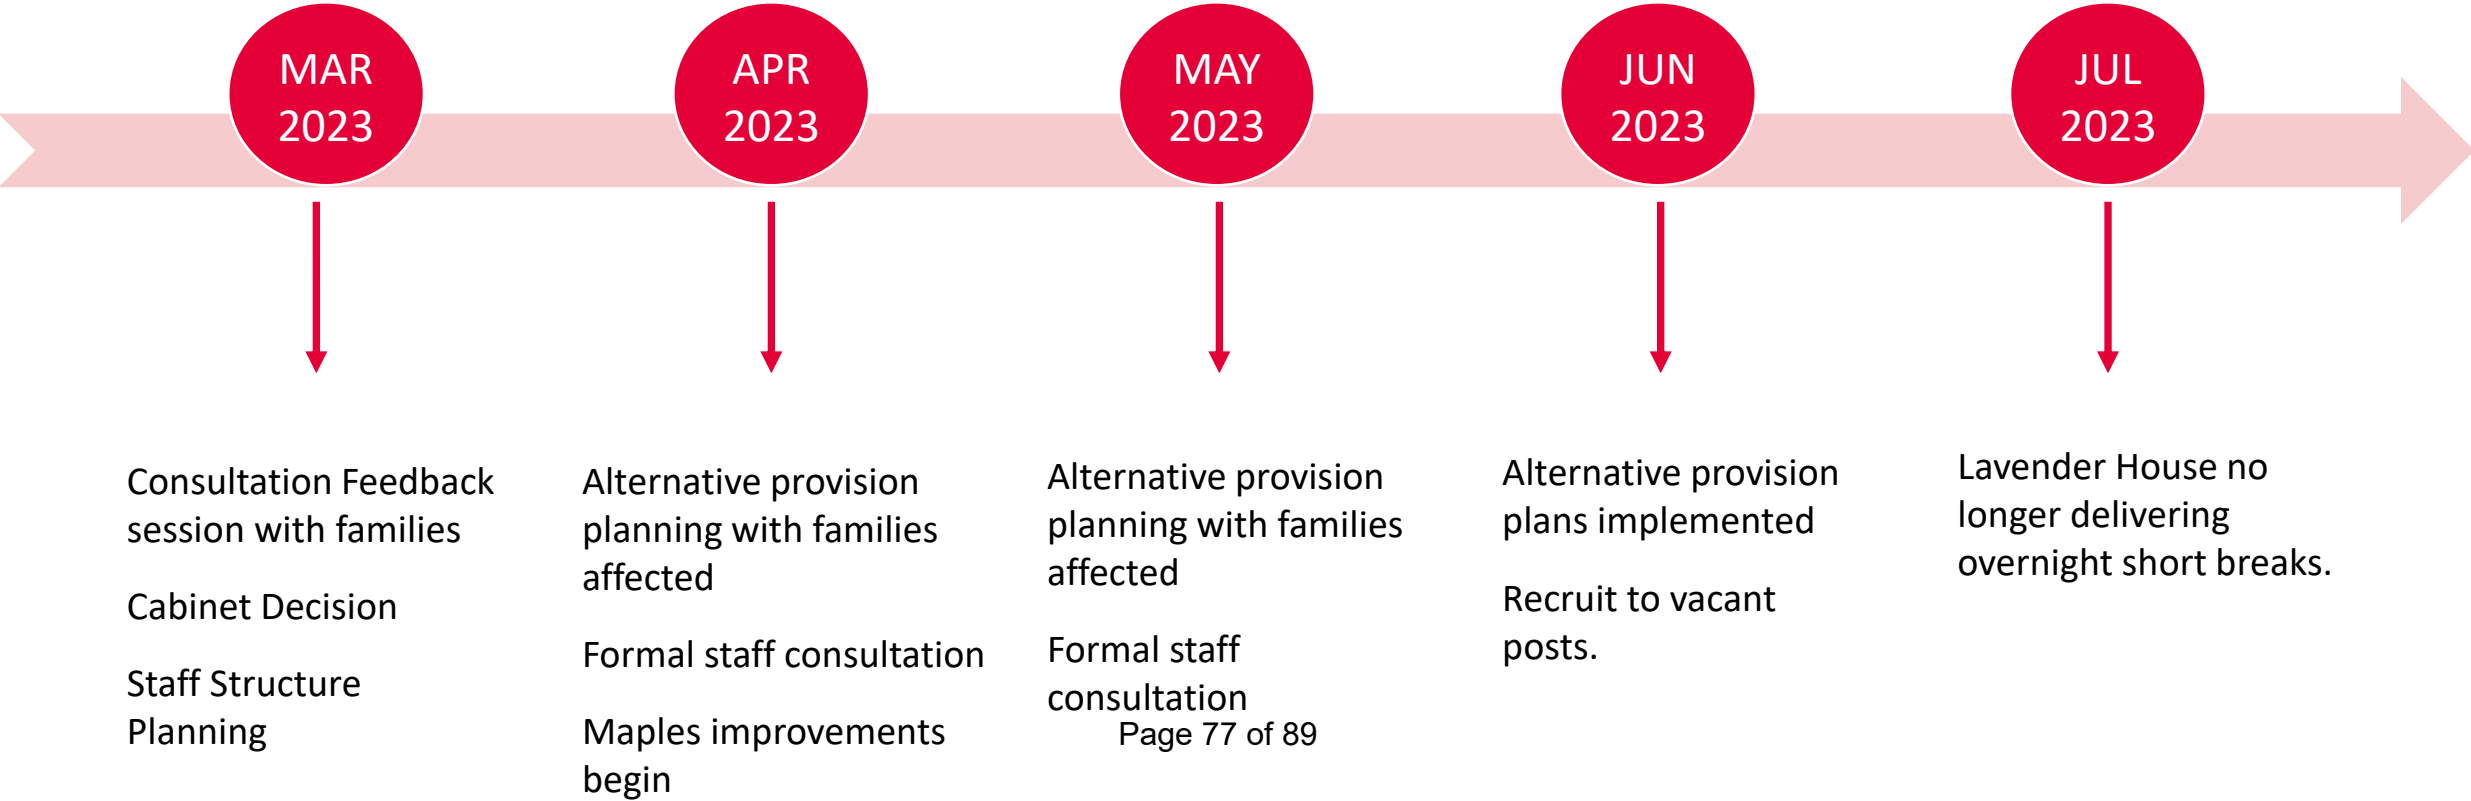 MAR
2023
APR
2023
MAY
2023
JUN
2023
JUL
2023
Consultation Feedback
session with families
Cabinet Decision
Staff Structure
Planning
Alternative provision
planning with families
affected
Formal staff consultation
Maples improvements
begin
Alternative provision
planning with families
affected
Formal staff
consultation
Alternative provision
plans implemented
Recruit to vacant
posts.
Lavender House no
longer delivering
overnight short breaks.
Page 77 of 89